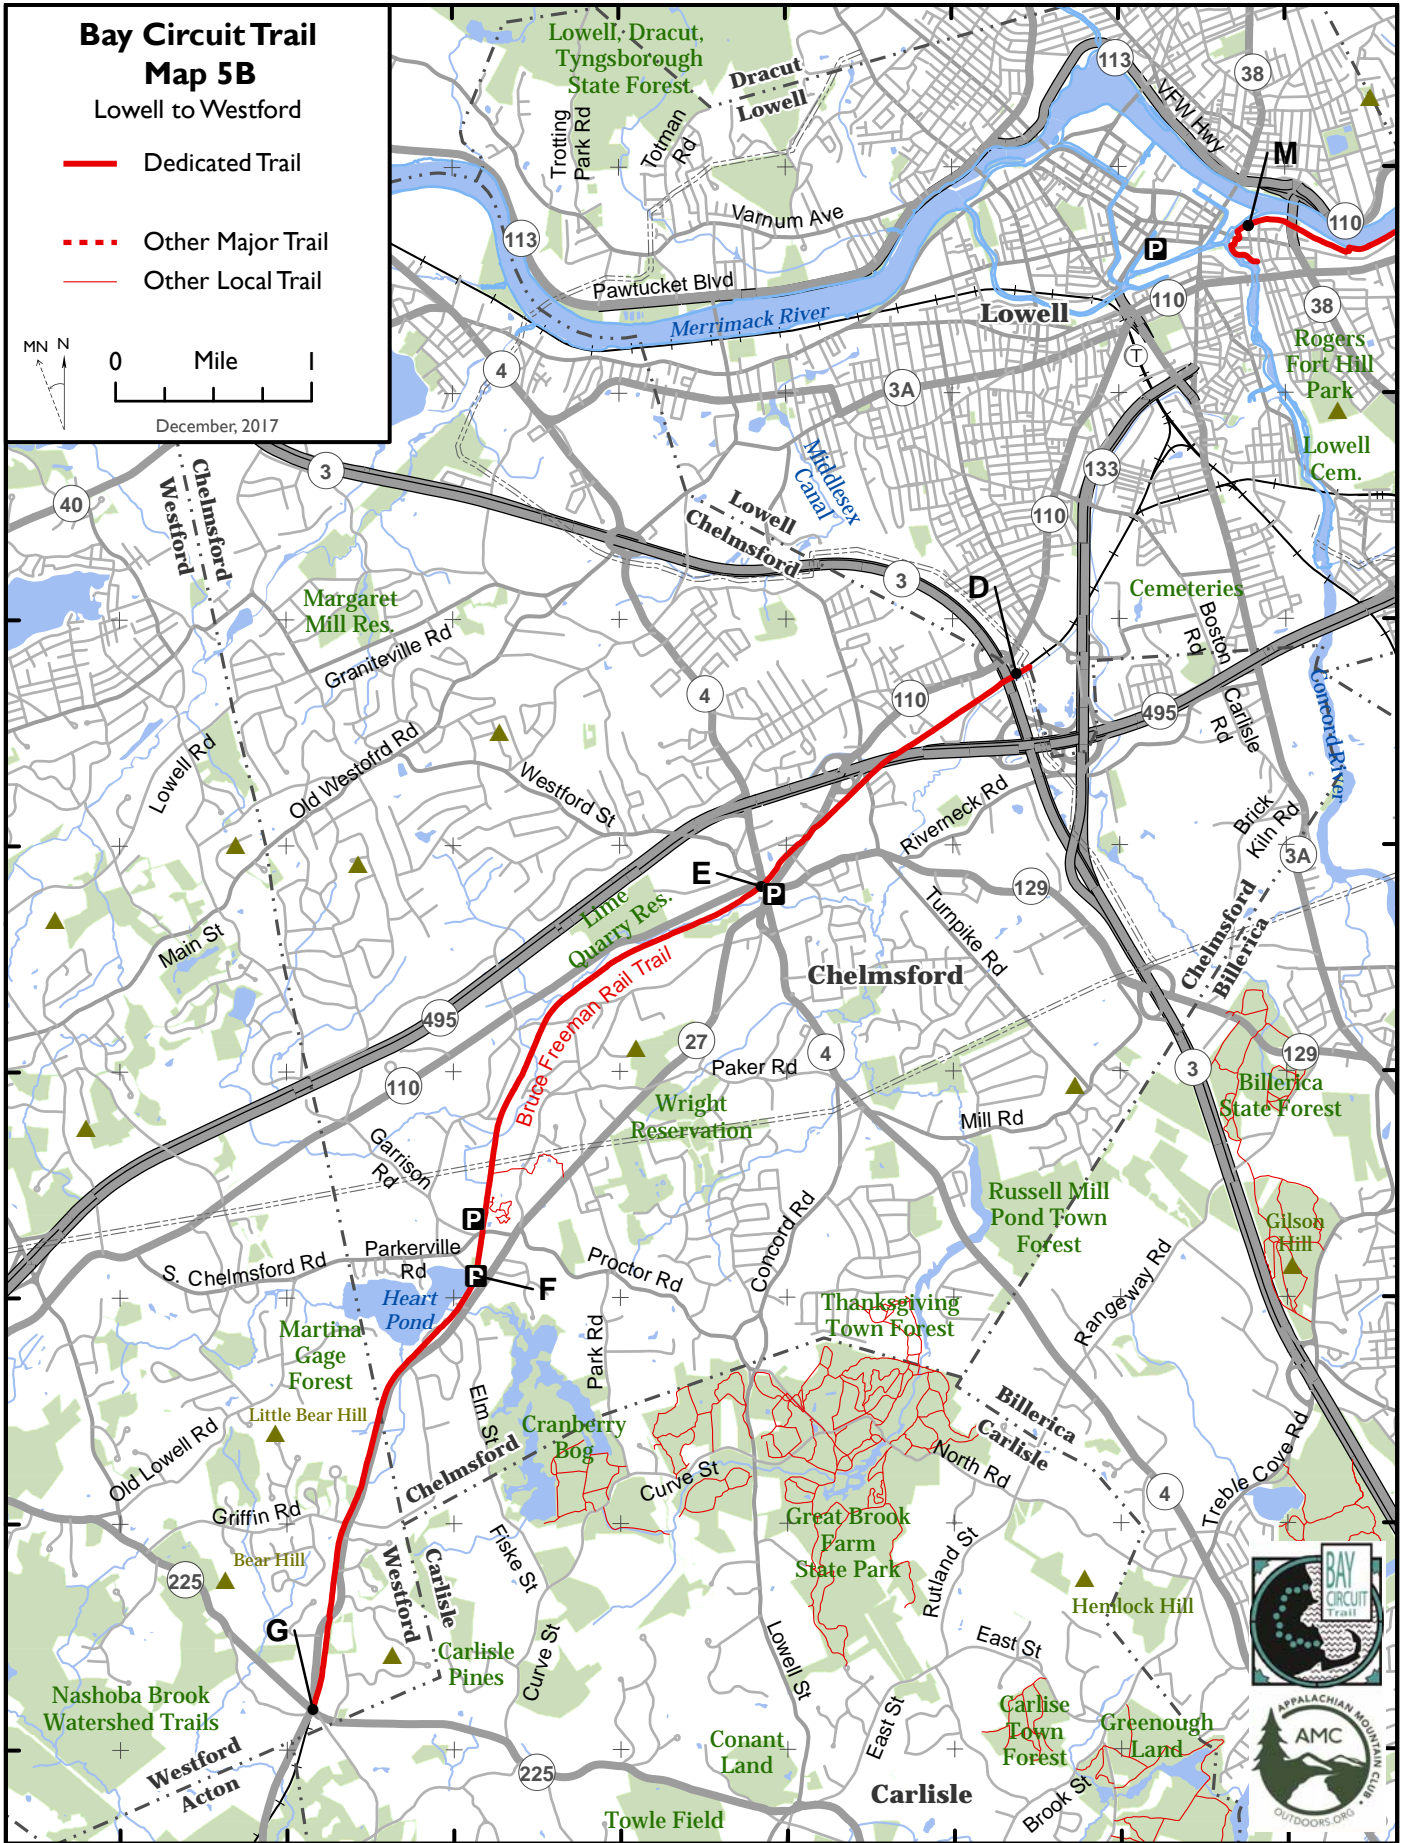 Bay Circuit Trail
Map 5B
Lowell to Westford
Dedicated Trail
Other Major Trail
Other Local Trail
MN N
0 Mile 1
December, 2017
Lowell, Dracut,
Tyngsborough
State Forest.
Dracut
Lowell
113
38
VFW Hwy
M
Trotting
Park Rd
Totman
Rd
Varnum Ave
113
110
P
Pawtucket Blvd
Merrimack River
Lowell
110
38
Rogers
Fort Hill
Park
T
4
3A
Lowell
Cem.
Middlesex
Canal
133
110
3
40
Chelmsford
Westford
Lowell
Chelmsford
3
D
Cemeteries
Boston
Rd
Margaret
Mill Res.
Graniteville Rd
4
110
495
Carlisle
Rd
Concord River
Lowell Rd
Old Westofrd Rd
Westford St
Riverneck Rd
Brick
Kiln Rd
3A
E
P
129
Lime
Quarry Res.
Turnpike Rd
Main St
Chelmsford
Chelmsford
Billerica
Bruce Freeman Rail Trail
495
27
4
Paker Rd
110
3
129
Billerica
State Forest
Wright
Reservation
Mill Rd
Garrison
Rd
Russell Mill
Pond Town
Forest
Gilson
Hill
P
Parkerville
Rd
S. Chelmsford Rd
P
F
Proctor Rd
Concord Rd
Rangeway Rd
Heart
Pond
Thanksgiving
Town Forest
Martina
Gage
Forest
Park Rd
Elm St
Little Bear Hill
Cranberry
Bog
Billerica
Carlisle
Old Lowell Rd
Chelmsford
Curve St
North Rd
Treble Cove Rd
4
Griffin Rd
Great Brook
Farm
State Park
Bear Hill
Fiske St
Rutland St
225
Carlisle
Westford
Hemlock Hill
BAY
CIRCUIT
Trail
G
Carlisle
Pines
Curve St
Lowell St
East St
Nashoba Brook
Watershed Trails
East St
Carlise
Town
Forest
Greenough
Land
Conant
Land
Westford
Acton
225
Carlisle
Brook St
Towle Field
APPALACHIAN MOUNTAIN CLUB
AMC
OUTDOORS.ORG